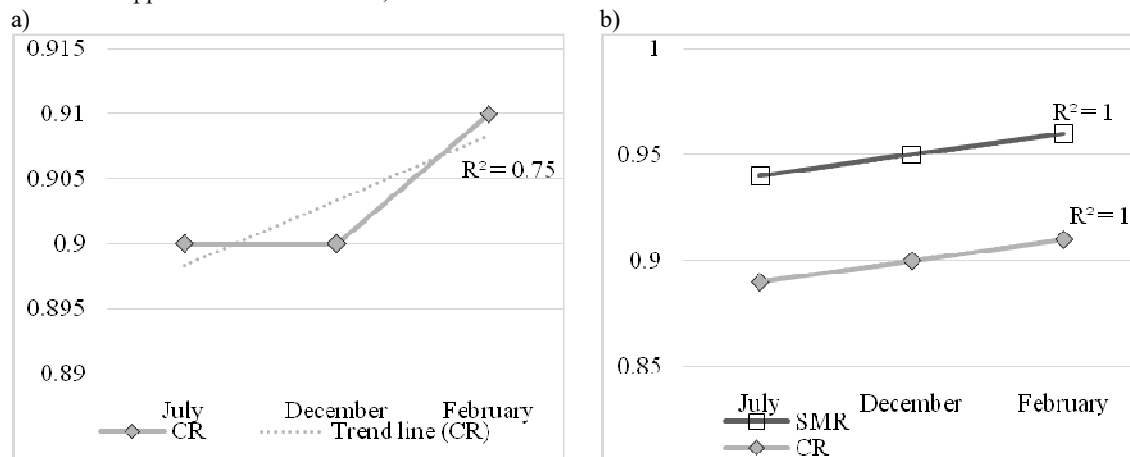 a)
b)
0.915
0.91
0.905
0.9
0.895
0.89
R² = 0.75
July
December
February
CR
Trend line (CR)
1
0.95
0.9
0.85
R² = 1
R² = 1
July
December
February
SMR
CR